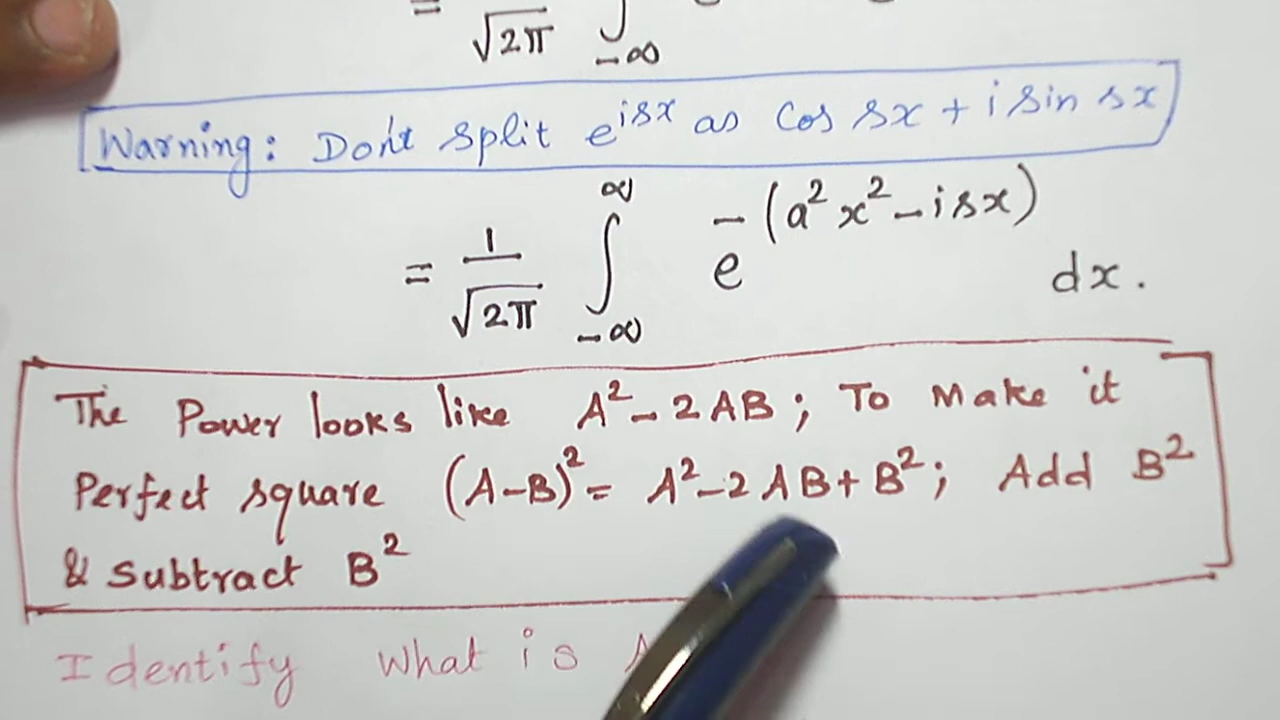 = 1/√2π ∫_{-∞}
Warning: Don't split e^{isx} as Cos sx + i sin sx
= 1/√2π ∫_{-∞}^{∞} e^{-(a²x²-isx)} dx.
The Power looks like A²-2AB; To Make it
Perfect square (A-B)² = A²-2AB+B²; Add B²
& Subtract B²
Identify what is